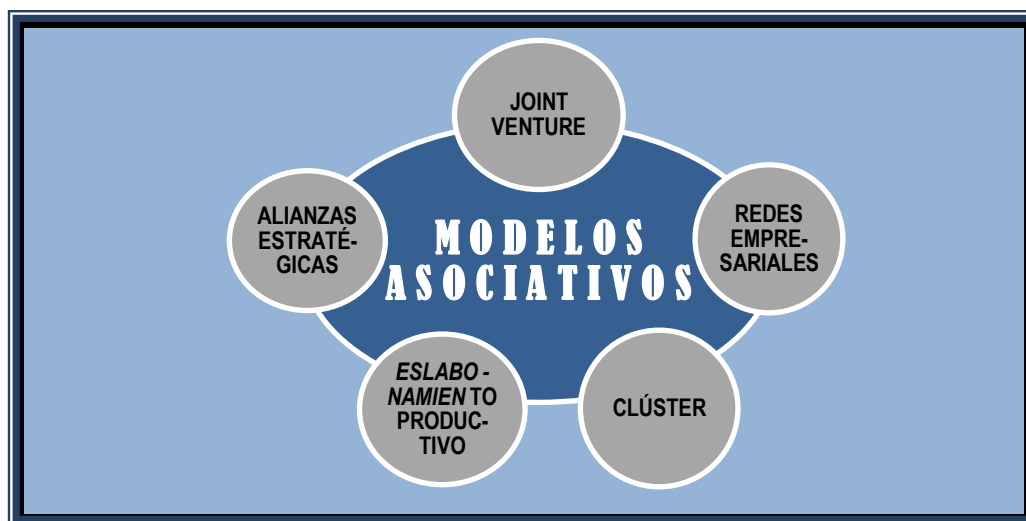 JOINT
VENTURE
ALIANZAS
ESTRATÉ-
GICAS
MODELOS
ASOCIATIVOS
REDES
EMPRE-
SARIALES
ESLABO -
NAMIEN TO
PRODUC-
TIVO
CLÚSTER